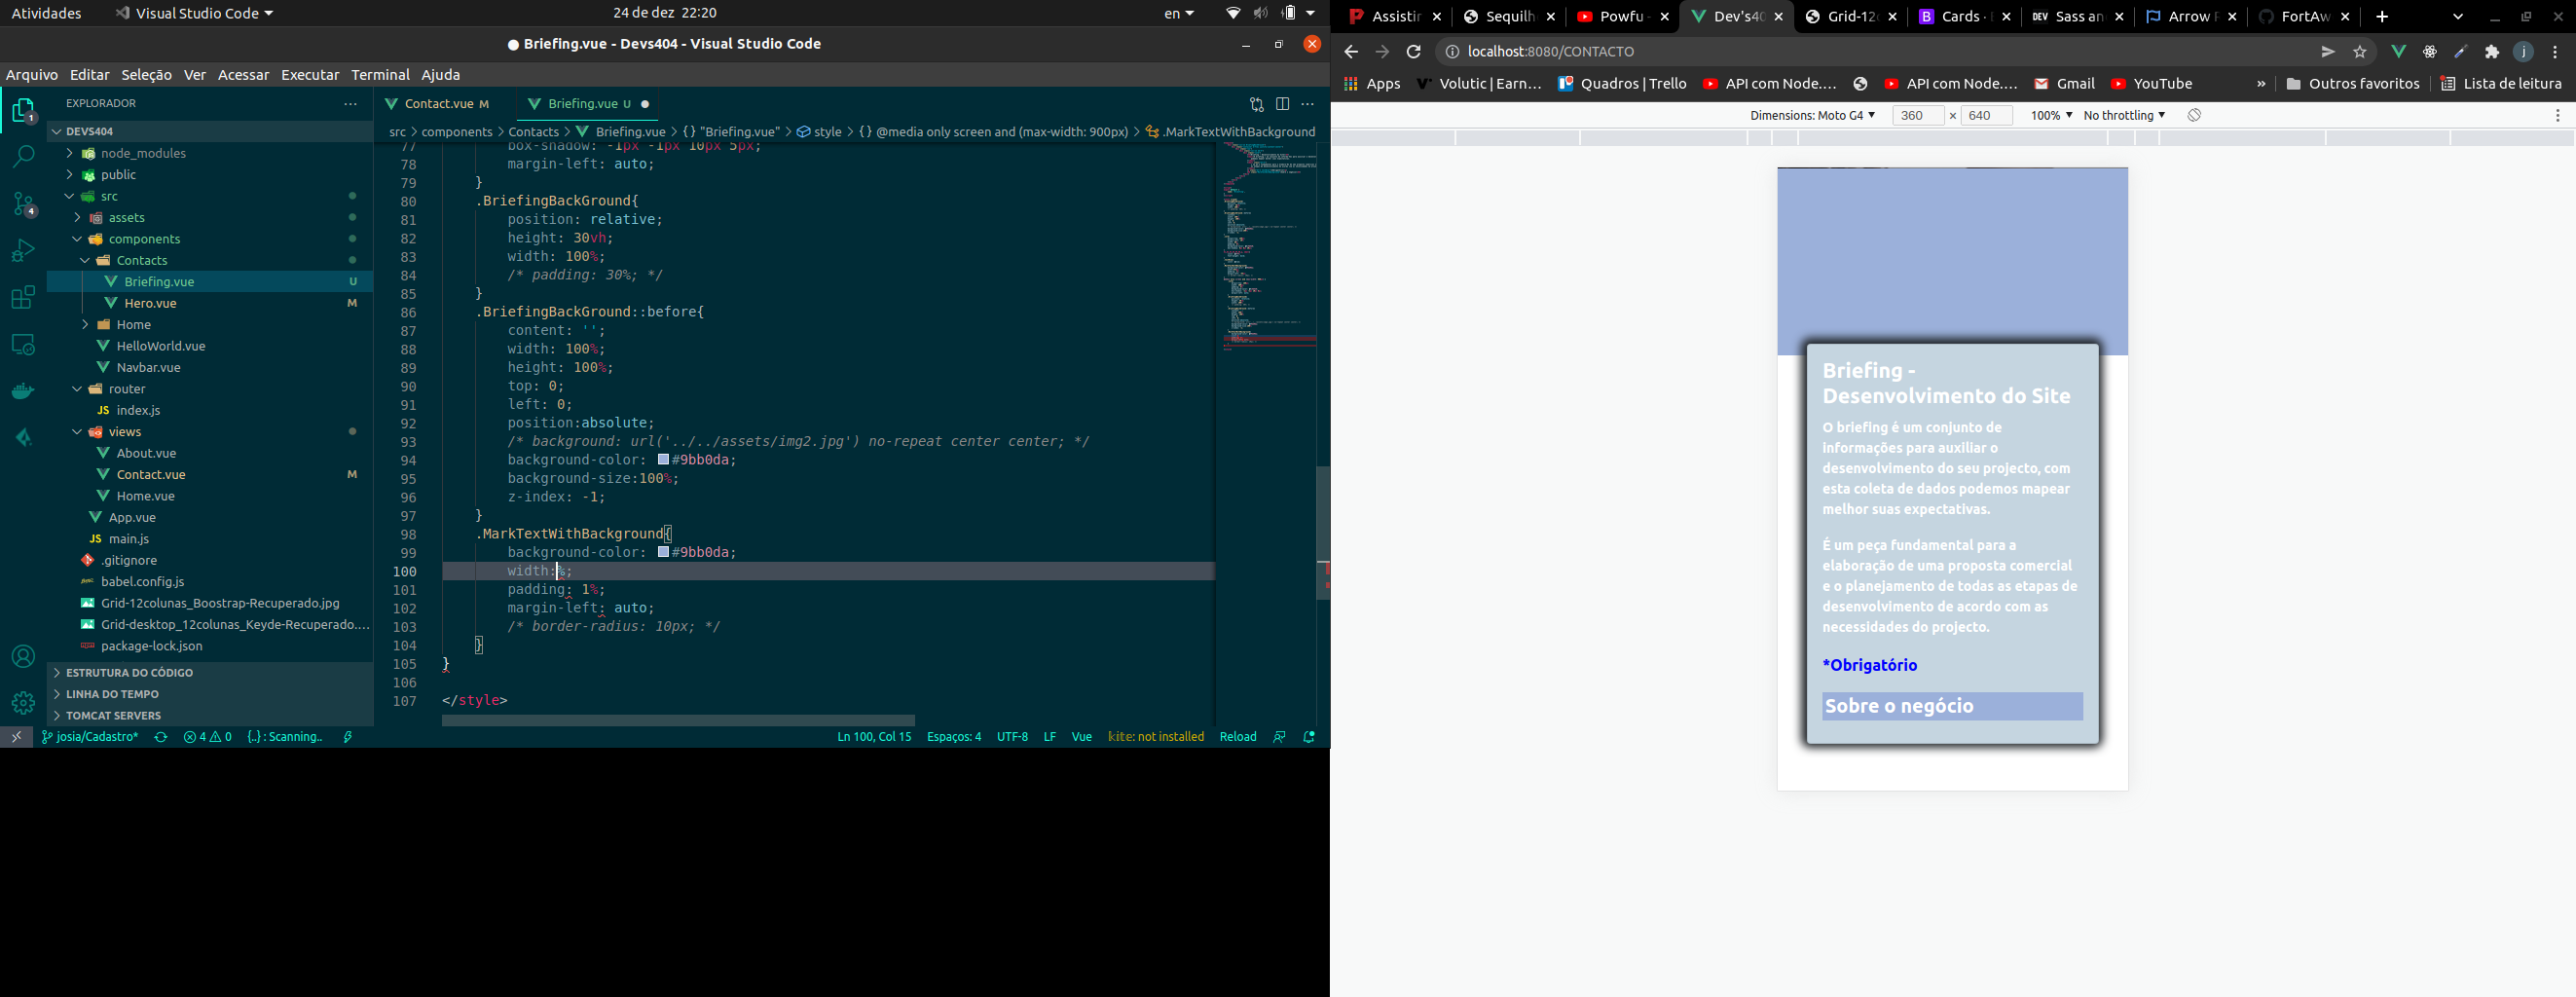 Atividades
Visual Studio Code
24 de dez 22:20
en
● Briefing.vue - Devs404 - Visual Studio Code
Arquivo Editar Seleção Ver Acessar Executar Terminal Ajuda
EXPLORADOR
DEVS404
node_modules
public
src
assets
components
Contacts
Briefing.vue U
Hero.vue M
Home
HelloWorld.vue
Navbar.vue
router
JS index.js
views
About.vue
Contact.vue M
Home.vue
App.vue
JS main.js
.gitignore
babel.config.js
Grid-12colunas_Boostrap-Recuperado.jpg
Grid-desktop_12colunas_Keyde-Recuperado....
package-lock.json
ESTRUTURA DO CÓDIGO
LINHA DO TEMPO
TOMCAT SERVERS
1
4
Contact.vue M
Briefing.vue U ●
src > components > Contacts > Briefing.vue > {} "Briefing.vue" > style > {} @media only screen and (max-width: 900px) > .MarkTextWithBackground
77 box-shadow: -1px -1px 10px 5px;
78 margin-left: auto;
79 }
80 .BriefingBackGround{
81 position: relative;
82 height: 30vh;
83 width: 100%;
84 /* padding: 30%; */
85 }
86 .BriefingBackGround::before{
87 content: '';
88 width: 100%;
89 height: 100%;
90 top: 0;
91 left: 0;
92 position:absolute;
93 /* background: url('../../assets/img2.jpg') no-repeat center center; */
94 background-color: #9bb0da;
95 background-size:100%;
96 z-index: -1;
97 }
98 .MarkTextWithBackground{
99 background-color: #9bb0da;
100 width:%;
101 padding: 1%;
102 margin-left: auto;
103 /* border-radius: 10px; */
104 }
105 }
106
107 </style>
josia/Cadastro* 4 0 {..} : Scanning..
Ln 100, Col 15 Espaços: 4 UTF-8 LF Vue kite: not installed Reload
Assistir
Sequilh
Powfu -
Dev's40
Grid-12c
B Cards ·
DEV Sass an
Arrow F
FortAw
localhost:8080/CONTACTO
j
Apps
Volutic | Earn...
Quadros | Trello
API com Node....
API com Node....
Gmail
YouTube
»
Outros favoritos
Lista de leitura
Dimensions: Moto G4 360 × 640 100% No throttling
Briefing -
Desenvolvimento do Site
O briefing é um conjunto de
informações para auxiliar o
desenvolvimento do seu projecto, com
esta coleta de dados podemos mapear
melhor suas expectativas.
É um peça fundamental para a
elaboração de uma proposta comercial
e o planejamento de todas as etapas de
desenvolvimento de acordo com as
necessidades do projecto.
*Obrigatório
Sobre o negócio